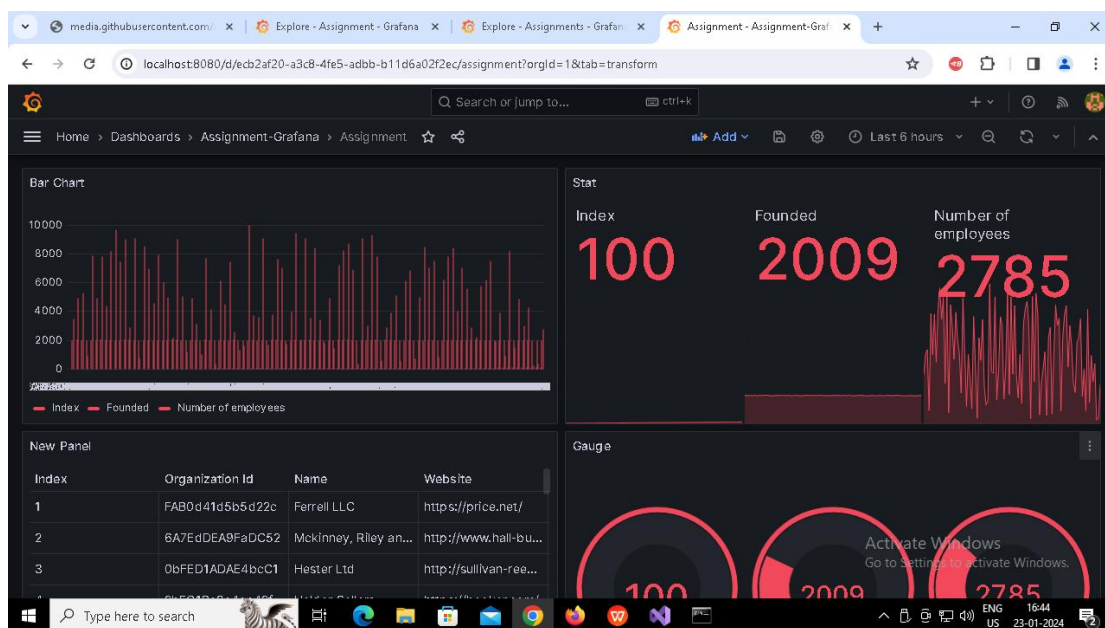 media.githubusercontent.com/
Explore - Assignment - Grafana
Explore - Assignments - Grafan
Assignment - Assignment-Graf
localhost:8080/d/ecb2af20-a3c8-4fe5-adbb-b11d6a02f2ec/assignment?orgId=1&tab=transform
Search or jump to...
ctrl+k
Home › Dashboards › Assignment-Grafana › Assignment
Add
Last 6 hours
Bar Chart
10000
8000
6000
4000
2000
0
Index
Founded
Number of employees
Stat
Index
100
Founded
2009
Number of
employees
2785
New Panel
Index Organization Id Name Website
1 FAB0d41d5b5d22c Ferrell LLC https://price.net/
2 6A7EdDEA9FaDC52 Mckinney, Riley an... http://www.hall-bu...
3 0bFED1ADAE4bcC1 Hester Ltd http://sullivan-ree...
Gauge
100
2009
2785
Activate Windows
Go to Settings to activate Windows.
Type here to search
ENG
US
16:44
23-01-2024
2